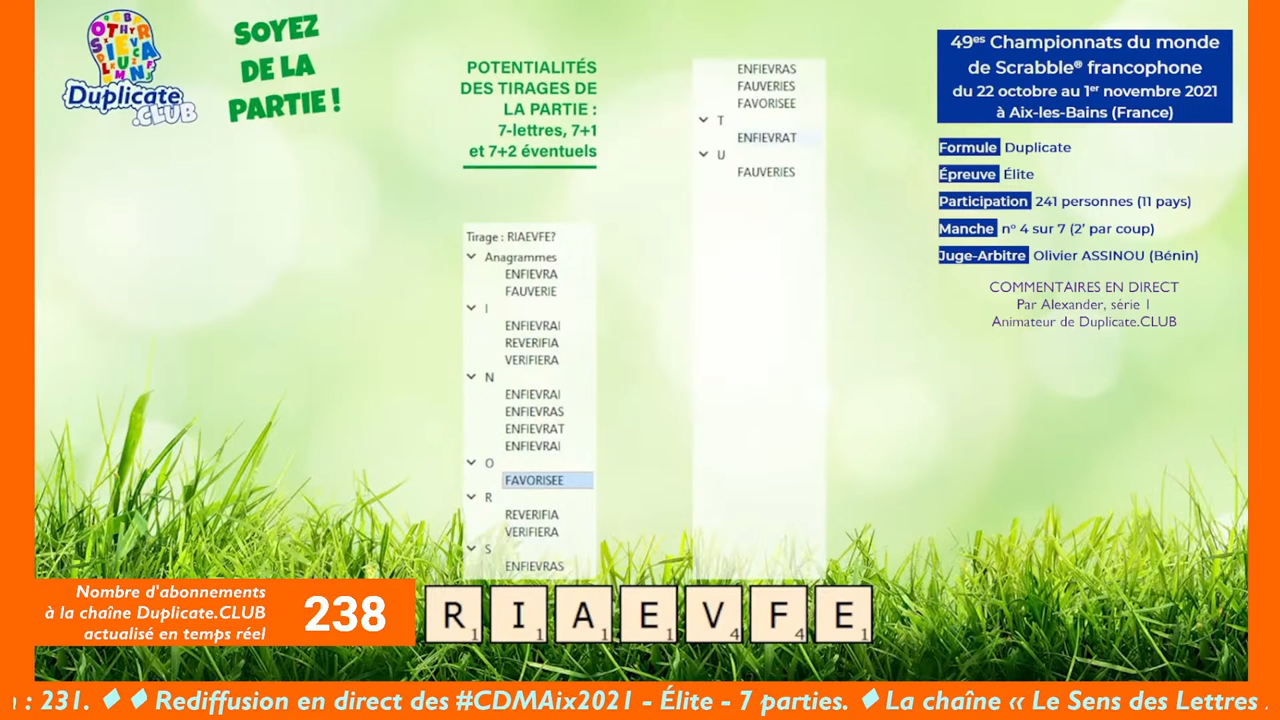 Duplicate
.CLUB
SOYEZ
DE LA
PARTIE !
POTENTIALITÉS
DES TIRAGES DE
LA PARTIE :
7-lettres, 7+1
et 7+2 éventuels
Tirage : RIAEVFE?
Anagrammes
ENFIEVRA
FAUVERIE
I
ENFIEVRAI
REVERIFIA
VERIFIERA
N
ENFIEVRAI
ENFIEVRAS
ENFIEVRAT
ENFIEVRAI
O
FAVORISEE
R
REVERIFIA
VERIFIERA
S
ENFIEVRAS
ENFIEVRAS
FAUVERIES
FAVORISEE
T
ENFIEVRAT
U
FAUVERIES
49es Championnats du monde
de Scrabble® francophone
du 22 octobre au 1er novembre 2021
à Aix-les-Bains (France)
Formule Duplicate
Épreuve Élite
Participation 241 personnes (11 pays)
Manche n° 4 sur 7 (2' par coup)
Juge-Arbitre Olivier ASSINOU (Bénin)
COMMENTAIRES EN DIRECT
Par Alexander, série 1
Animateur de Duplicate.CLUB
Nombre d'abonnements
à la chaîne Duplicate.CLUB
actualisé en temps réel
238
R1 I1 A1 E1 V4 F4 E1
: 231. ♦ ♦ Rediffusion en direct des #CDMAix2021 - Élite - 7 parties. ♦ La chaîne « Le Sens des Lettres